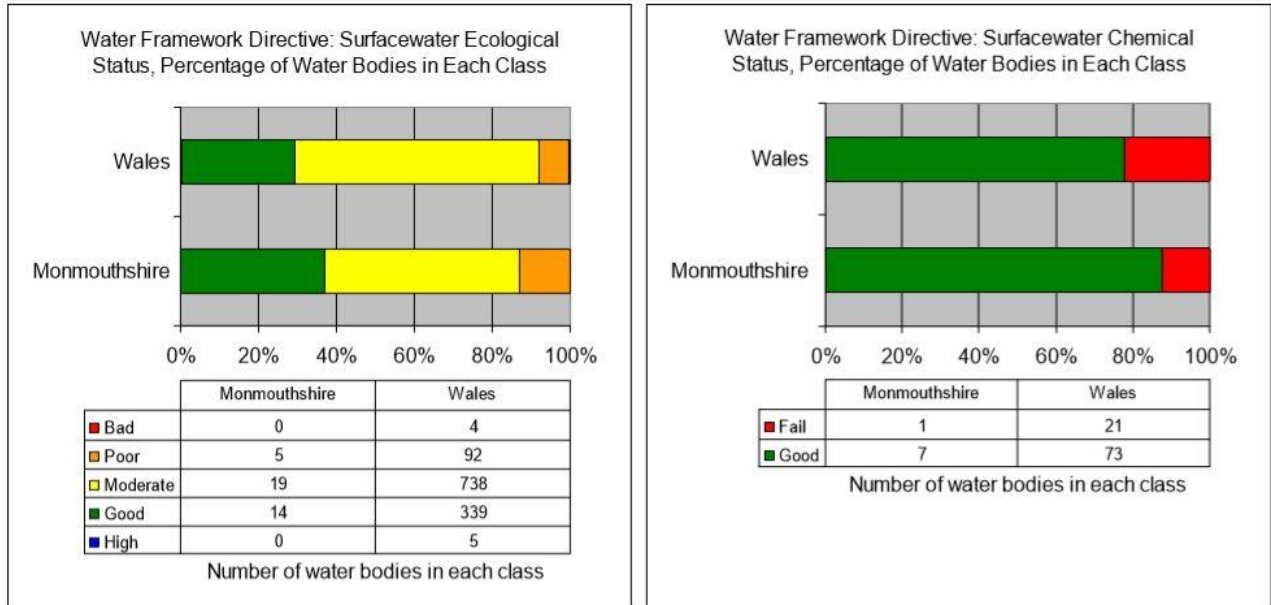 Water Framework Directive: Surfacewater Ecological
Status, Percentage of Water Bodies in Each Class
Wales
Monmouthshire
0% 20% 40% 60% 80% 100%
Monmouthshire Wales
Bad 0 4
Poor 5 92
Moderate 19 738
Good 14 339
High 0 5
Number of water bodies in each class
Water Framework Directive: Surfacewater Chemical
Status, Percentage of Water Bodies in Each Class
Wales
Monmouthshire
0% 20% 40% 60% 80% 100%
Monmouthshire Wales
Fail 1 21
Good 7 73
Number of water bodies in each class